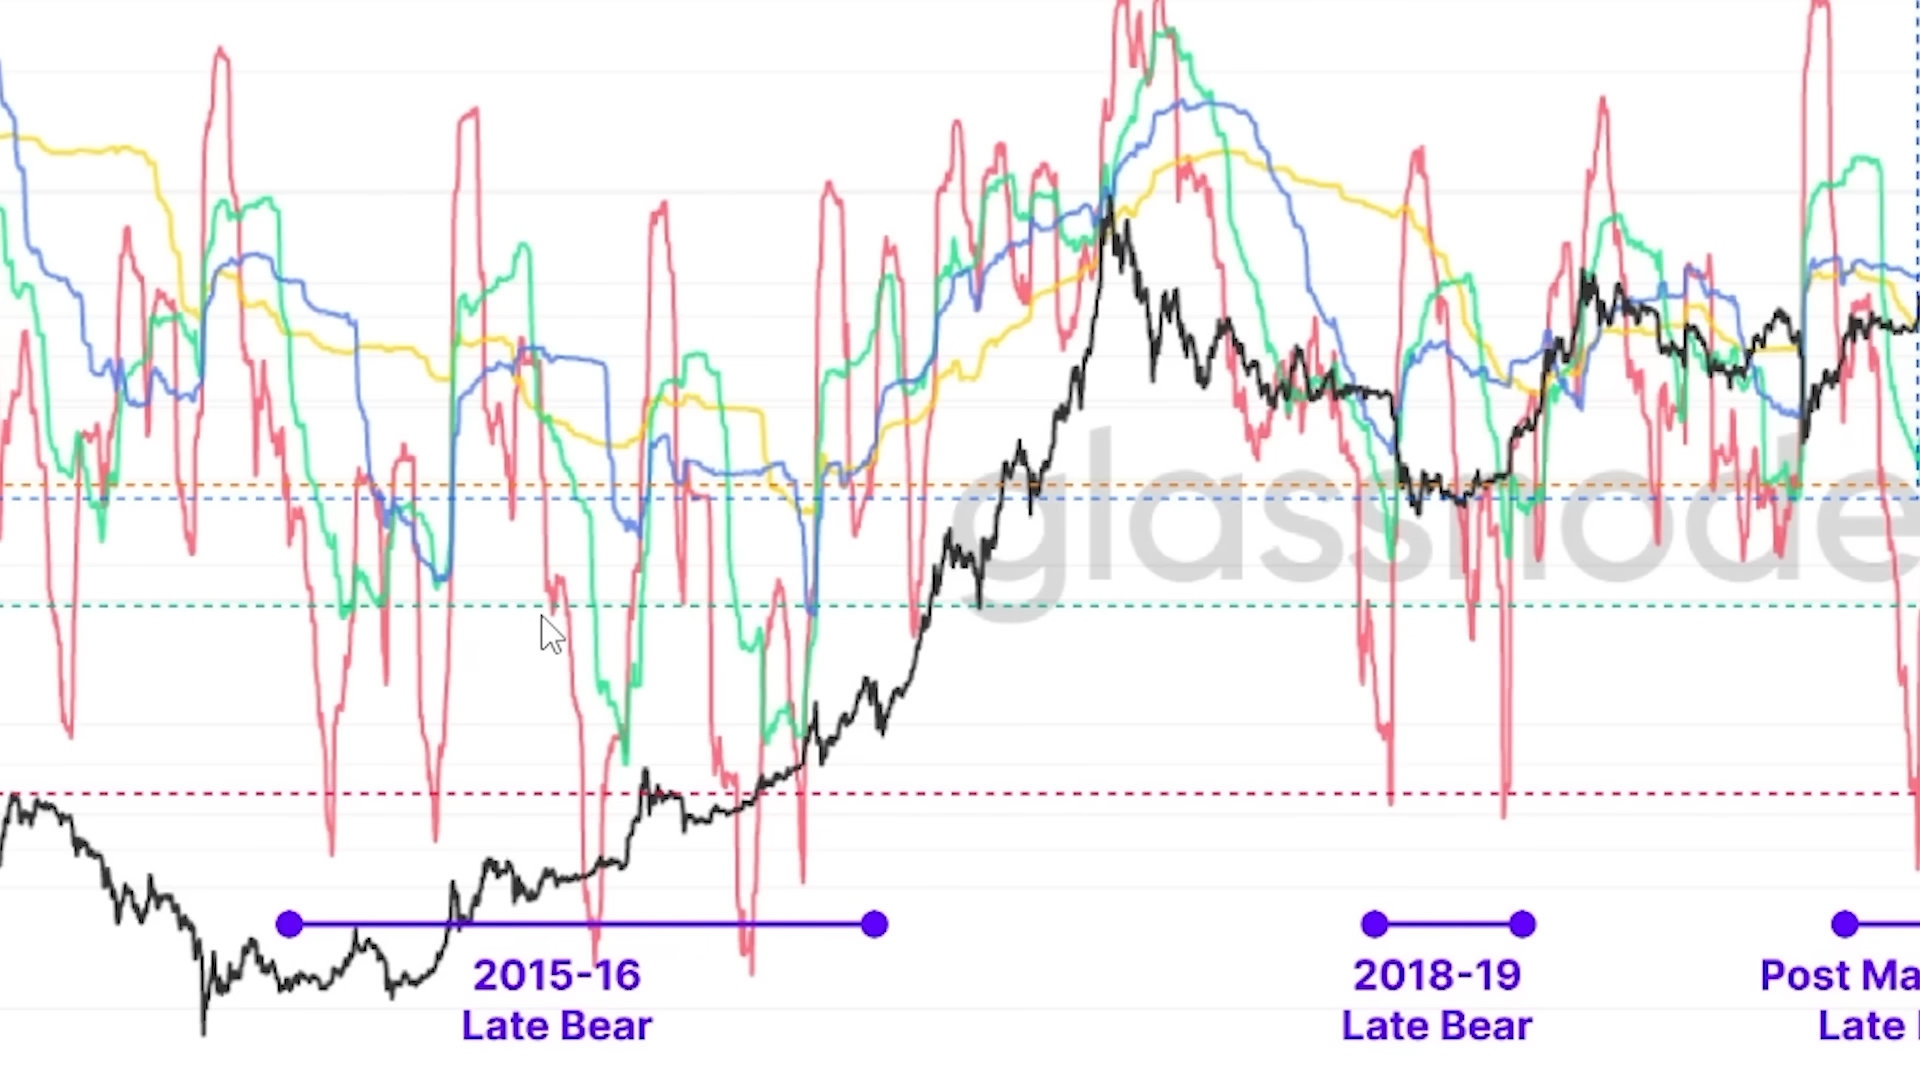 glassnode
2015-16
Late Bear
2018-19
Late Bear
Post Ma
Late